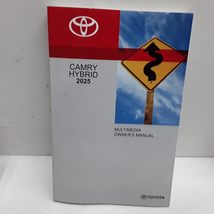 CAMRY
HYBRID
2025
MULTIMEDIA
OWNER'S MANUAL
TOYOTA